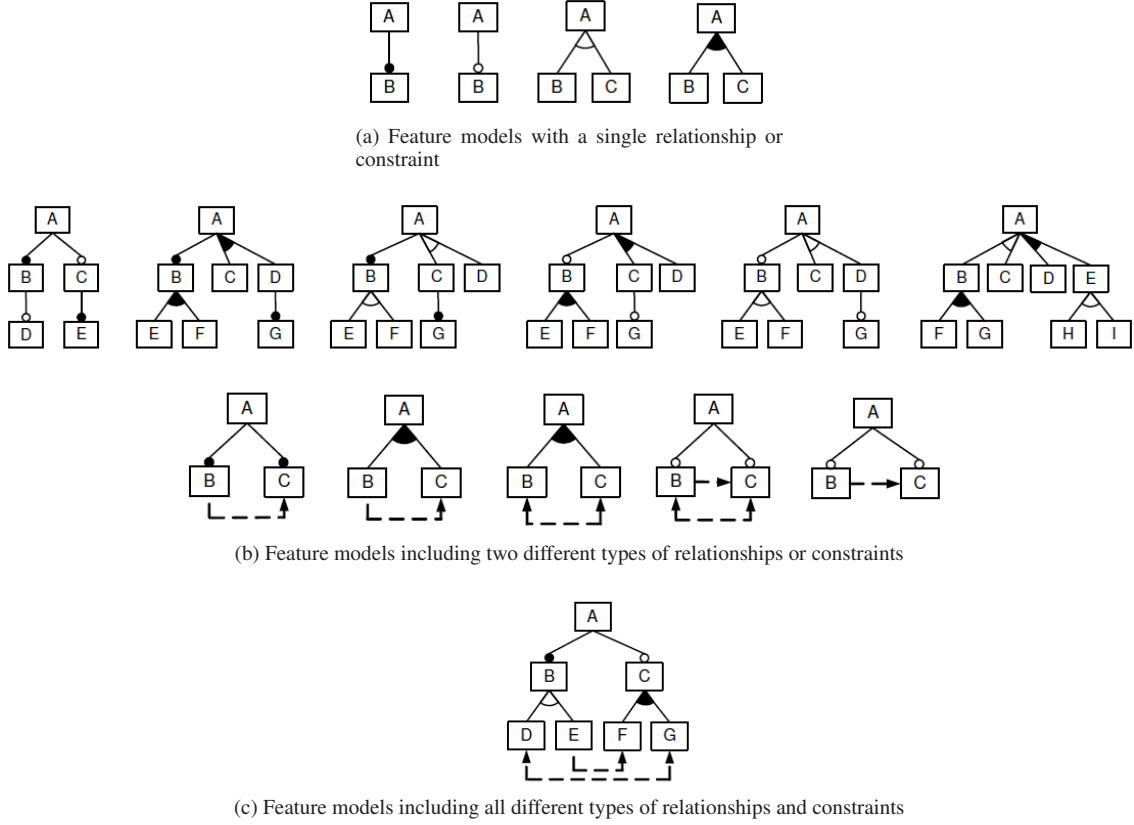 A A A A
B B B C B C
(a) Feature models with a single relationship or
constraint
A A A A A A
B C B C D B C D B C D B C D B C D E
D E E F G E F G E F G E F G F G H I
A A A A A
B C B C B C B C B C
(b) Feature models including two different types of relationships or constraints
A
B C
D E F G
(c) Feature models including all different types of relationships and constraints